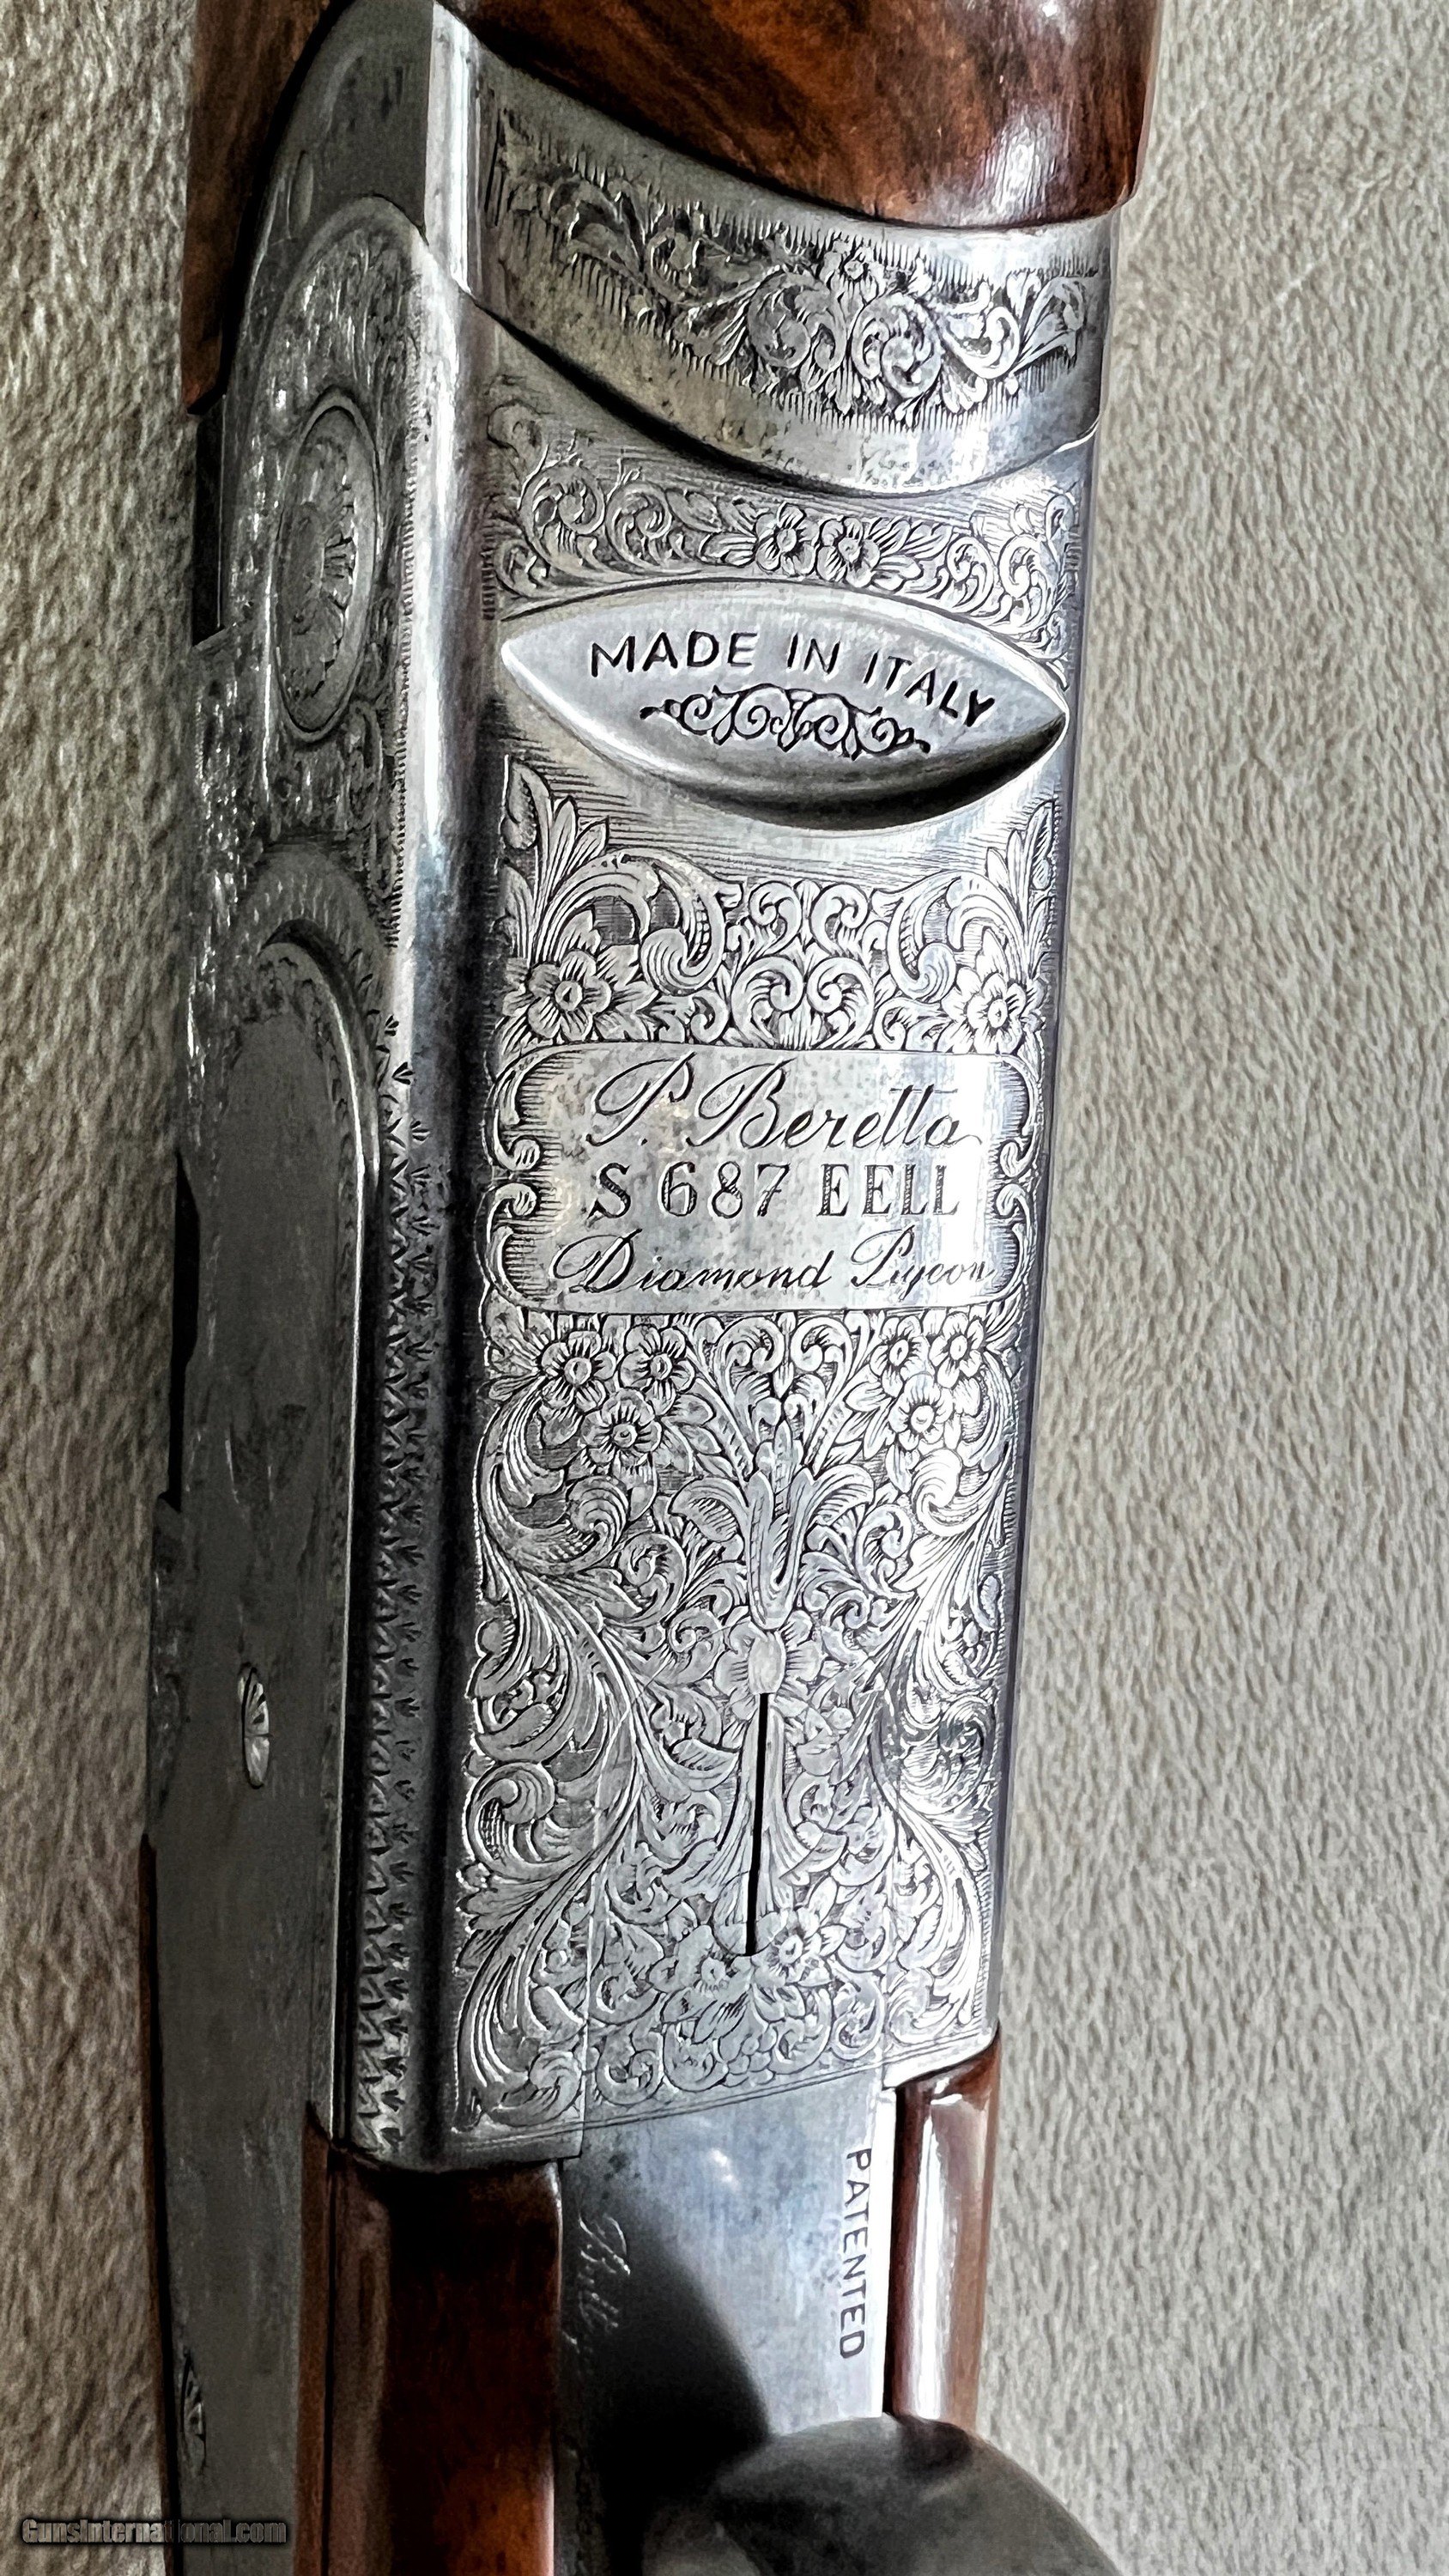 MADE IN ITALY
P. Beretta
S 687 EELL
Diamond Pigeon
PATENTED
GunsInternational.com